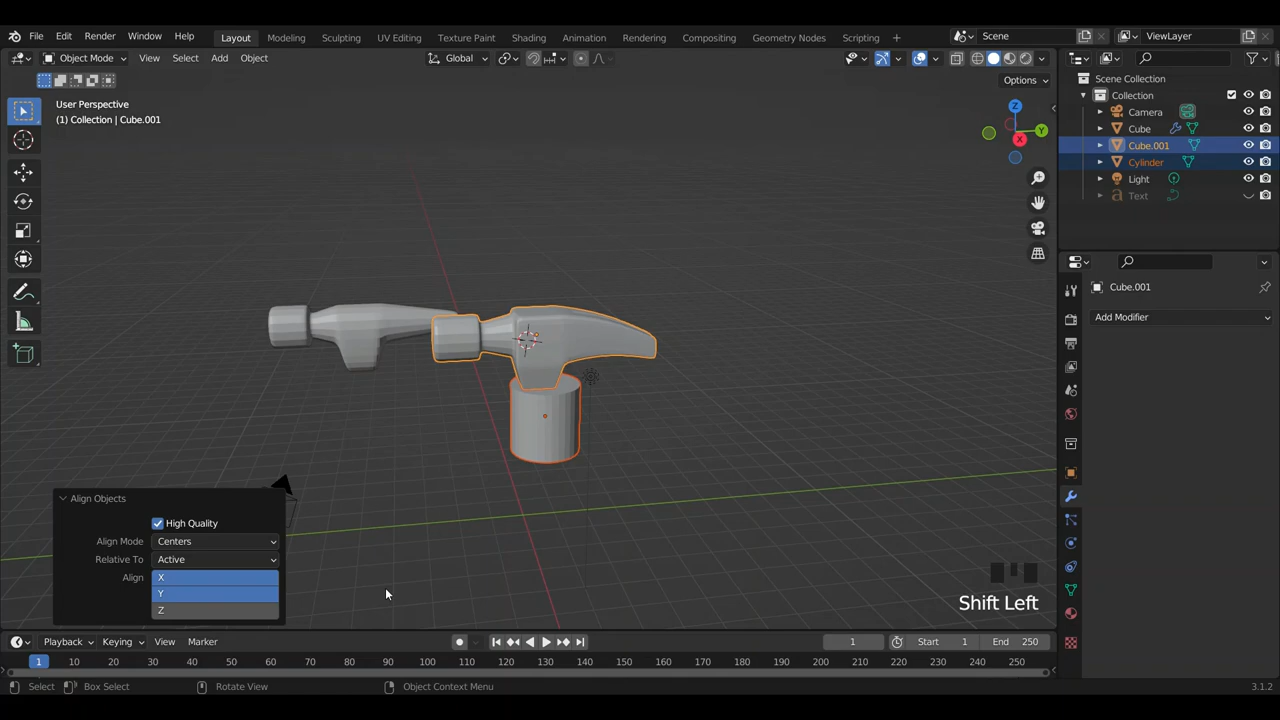 File Edit Render Window Help Layout Modeling Sculpting UV Editing Texture Paint Shading Animation Rendering Compositing Geometry Nodes Scripting + Scene ViewLayer
Object Mode View Select Add Object Global
Options
User Perspective
(1) Collection | Cube.001
Z
Y
X
Scene Collection
Collection
Camera
Cube
Cube.001
Cylinder
Light
Text
Cube.001
Add Modifier
Align Objects
High Quality
Align Mode Centers
Relative To Active
Align X
Y
Z
Shift Left
Playback Keying View Marker 1 Start 1 End 250
1 10 20 30 40 50 60 70 80 90 100 110 120 130 140 150 160 170 180 190 200 210 220 230 240 250
Select Box Select Rotate View Object Context Menu 3.1.2